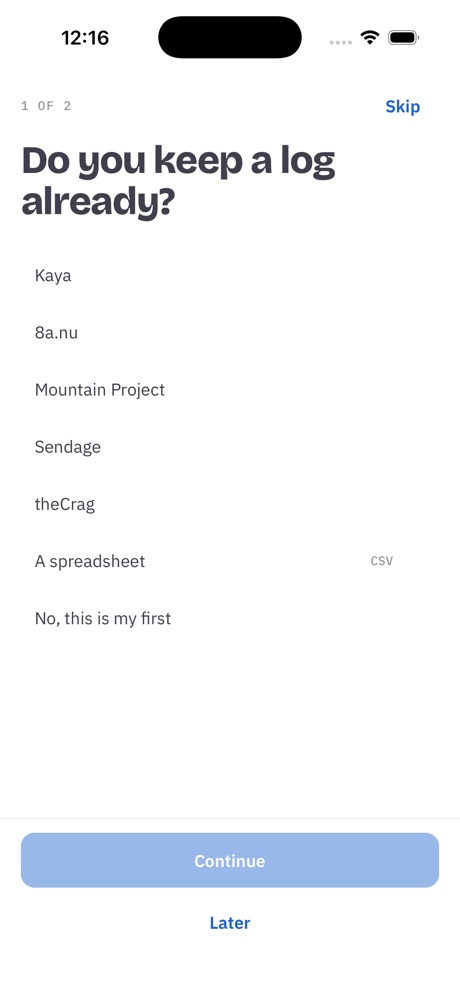 12:16
1 OF 2
Skip
Do you keep a log
already?
Kaya
8a.nu
Mountain Project
Sendage
theCrag
A spreadsheet
CSV
No, this is my first
Continue
Later